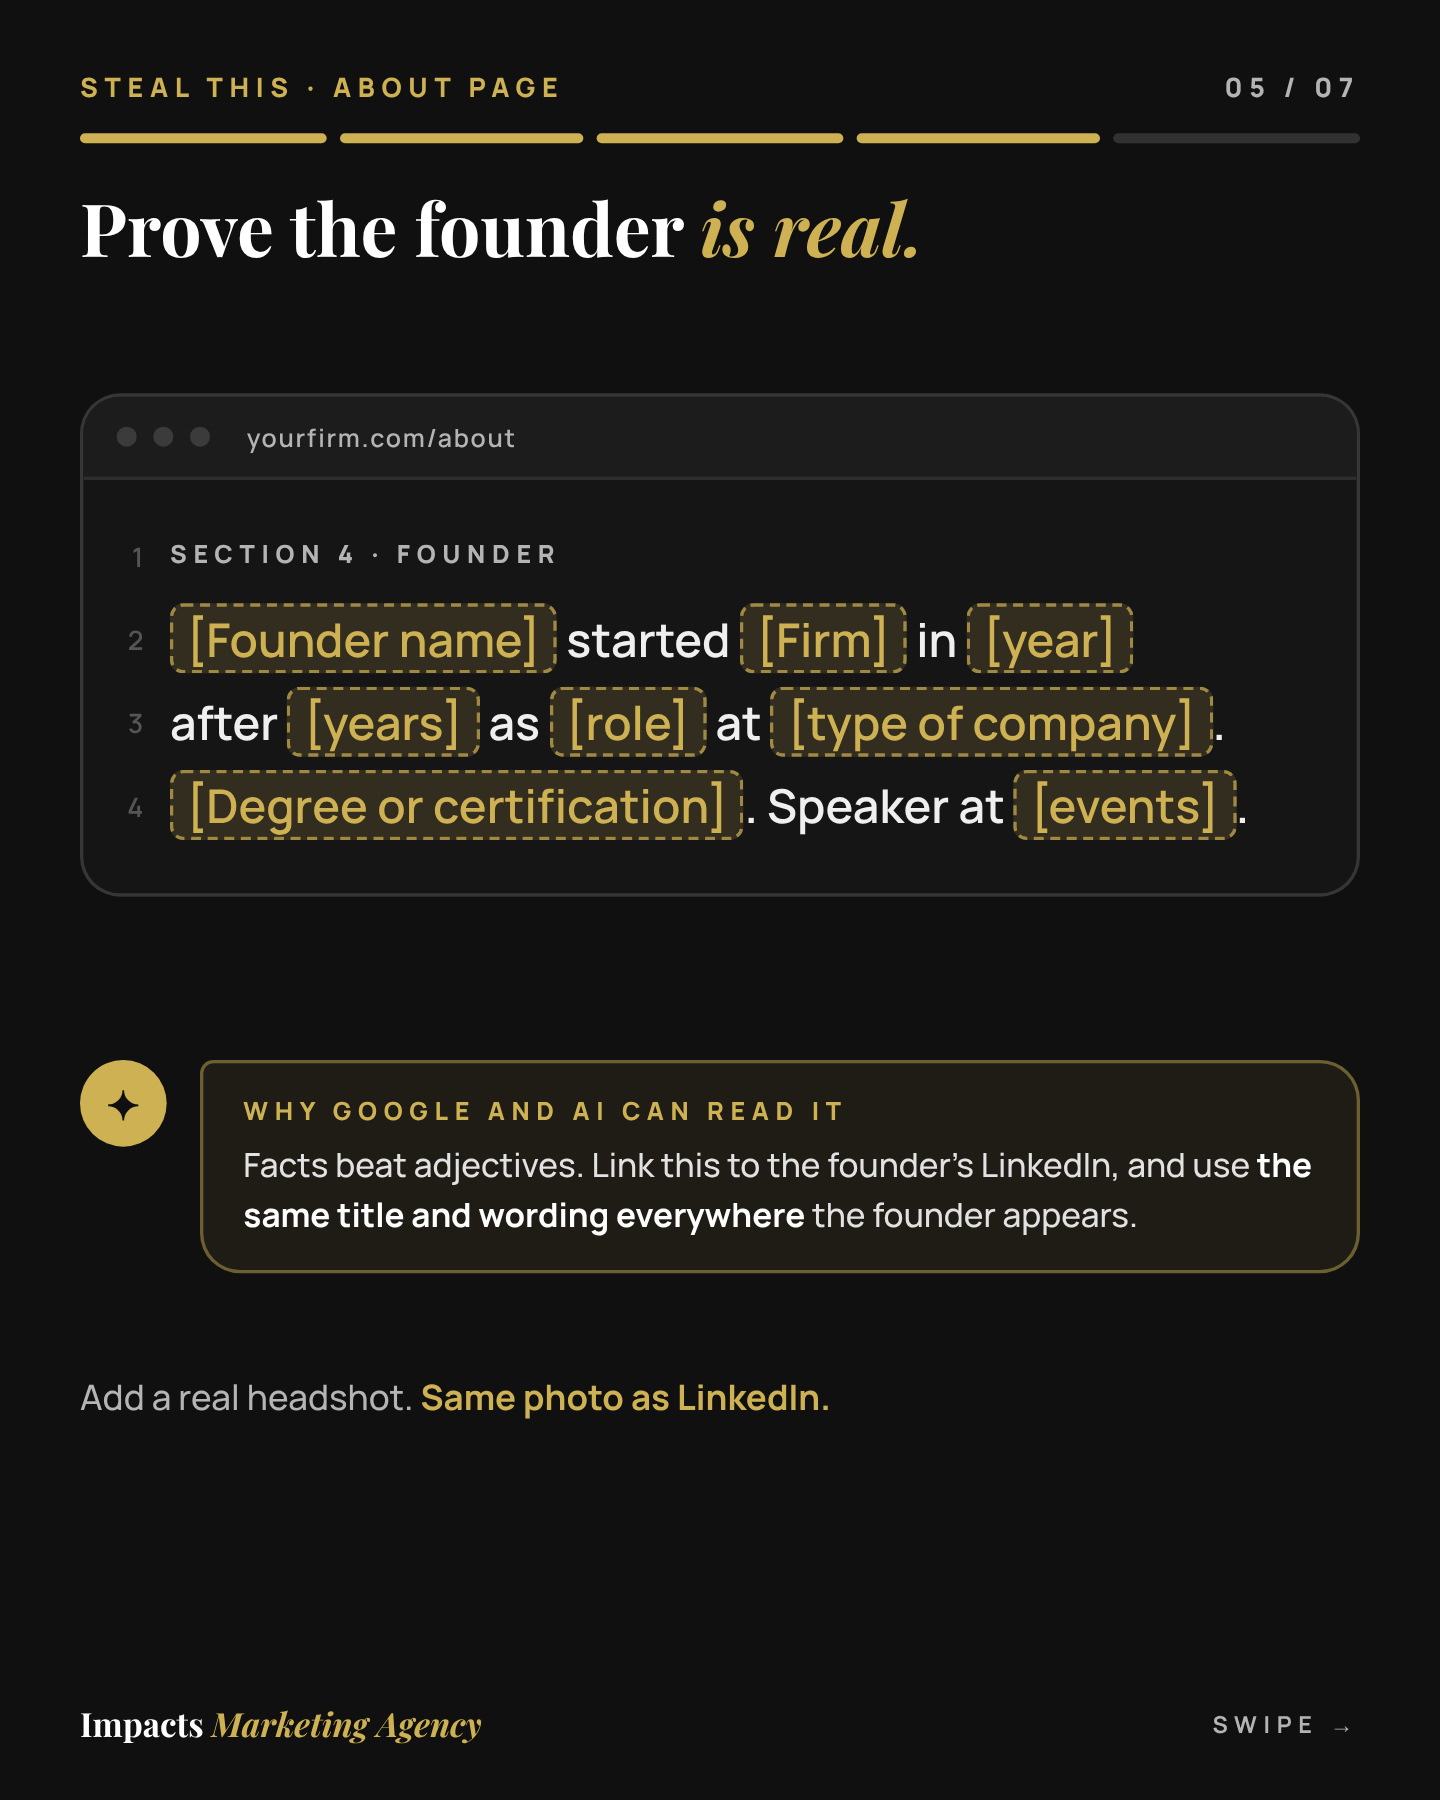 STEAL THIS · ABOUT PAGE
05 / 07
Prove the founder is real.
yourfirm.com/about
1 SECTION 4 · FOUNDER
2 [Founder name] started [Firm] in [year]
3 after [years] as [role] at [type of company].
4 [Degree or certification]. Speaker at [events].
WHY GOOGLE AND AI CAN READ IT
Facts beat adjectives. Link this to the founder’s LinkedIn, and use the
same title and wording everywhere the founder appears.
Add a real headshot. Same photo as LinkedIn.
Impacts Marketing Agency
SWIPE →